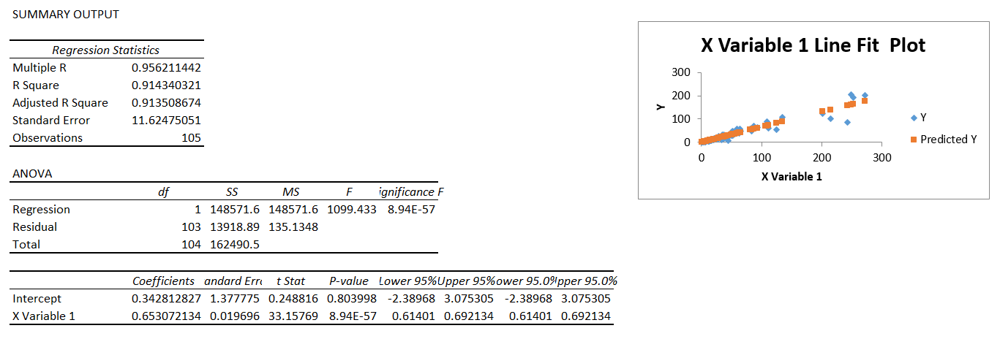 SUMMARY OUTPUT
Regression Statistics
Multiple R 0.956211442
R Square 0.914340321
Adjusted R Square 0.913508674
Standard Error 11.62475051
Observations 105
ANOVA
df SS MS F ignificance F
Regression 1 148571.6 148571.6 1099.433 8.94E-57
Residual 103 13918.89 135.1348
Total 104 162490.5
Coefficients andard Erro t Stat P-value Lower 95% Upper 95% ower 95.0% Ipper 95.0%
Intercept 0.342812827 1.377775 0.248816 0.803998 -2.38968 3.075305 -2.38968 3.075305
X Variable 1 0.653072134 0.019696 33.15769 8.94E-57 0.61401 0.692134 0.61401 0.692134
X Variable 1 Line Fit Plot
300
200
100
0
Y
0 100 200 300
X Variable 1
Y
Predicted Y